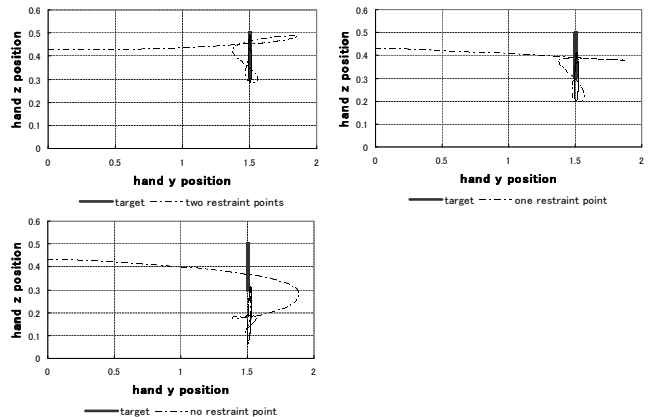 0.6
0.5
0.4
0.3
0.2
0.1
0
hand z position
0 0.5 1 1.5 2
hand y position
target two restraint points
0.6
0.5
0.4
0.3
0.2
0.1
0
hand z position
0 0.5 1 1.5 2
hand y position
target one restraint point
0.6
0.5
0.4
0.3
0.2
0.1
0
hand z position
0 0.5 1 1.5 2
hand y position
target no restraint point